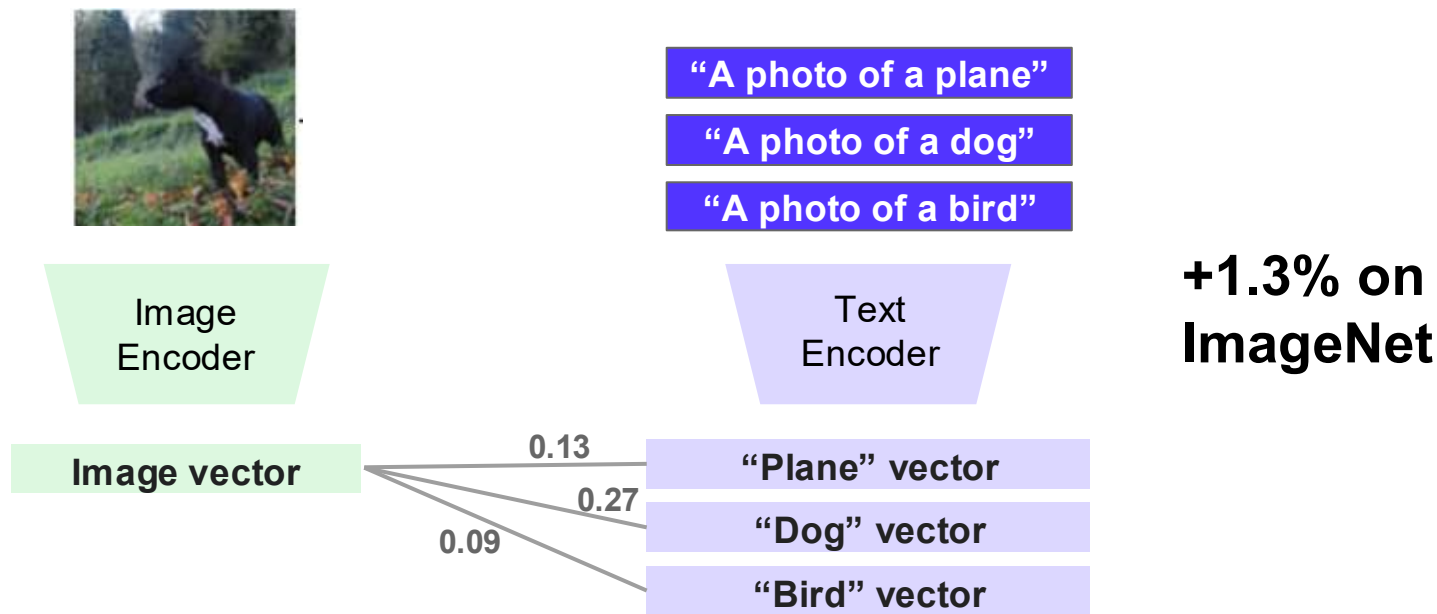 “A photo of a plane”
“A photo of a dog”
“A photo of a bird”
Image
Encoder
Text
Encoder
+1.3% on
ImageNet
Image vector
0.13
0.27
0.09
“Plane” vector
“Dog” vector
“Bird” vector